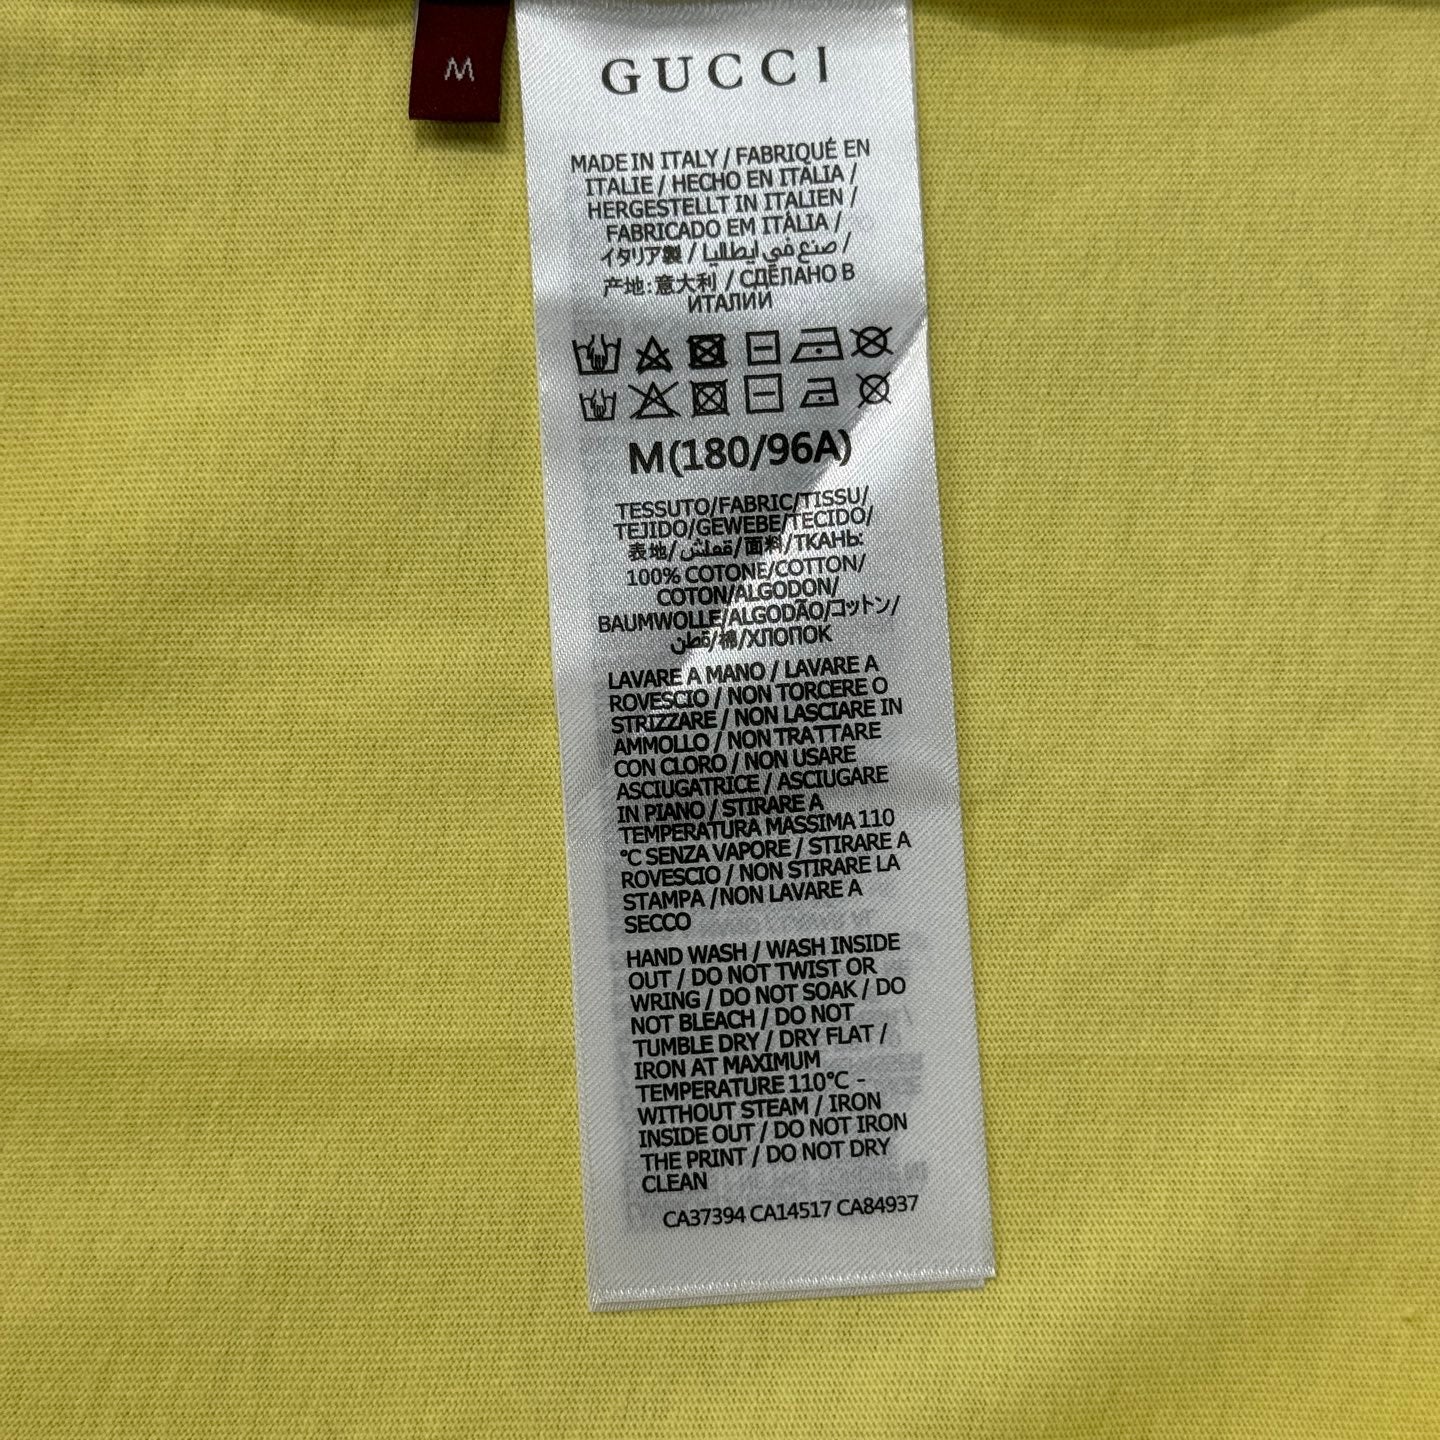 M
GUCCI
MADE IN ITALY / FABRIQUÉ EN
ITALIE / HECHO EN ITALIA /
HERGESTELLT IN ITALIEN /
FABRICADO EM ITÁLIA /
イタリア製 / صنع في ايطاليا /
产地:意大利 / СДЕЛАНО В
ИТАЛИИ
M(180/96A)
TESSUTO/FABRIC/TISSU/
TEJIDO/GEWEBE/TECIDO/
表地/قماش/面料/ТКАНЬ:
100% COTONE/COTTON/
COTON/ALGODON/
BAUMWOLLE/ALGODÃO/コットン/
قطن/棉/ХЛОПОК
LAVARE A MANO / LAVARE A
ROVESCIO / NON TORCERE O
STRIZZARE / NON LASCIARE IN
AMMOLLO / NON TRATTARE
CON CLORO / NON USARE
ASCIUGATRICE / ASCIUGARE
IN PIANO / STIRARE A
TEMPERATURA MASSIMA 110
°C SENZA VAPORE / STIRARE A
ROVESCIO / NON STIRARE LA
STAMPA /NON LAVARE A
SECCO
HAND WASH / WASH INSIDE
OUT / DO NOT TWIST OR
WRING / DO NOT SOAK / DO
NOT BLEACH / DO NOT
TUMBLE DRY / DRY FLAT /
IRON AT MAXIMUM
TEMPERATURE 110°C -
WITHOUT STEAM / IRON
INSIDE OUT / DO NOT IRON
THE PRINT / DO NOT DRY
CLEAN
CA37394 CA14517 CA84937